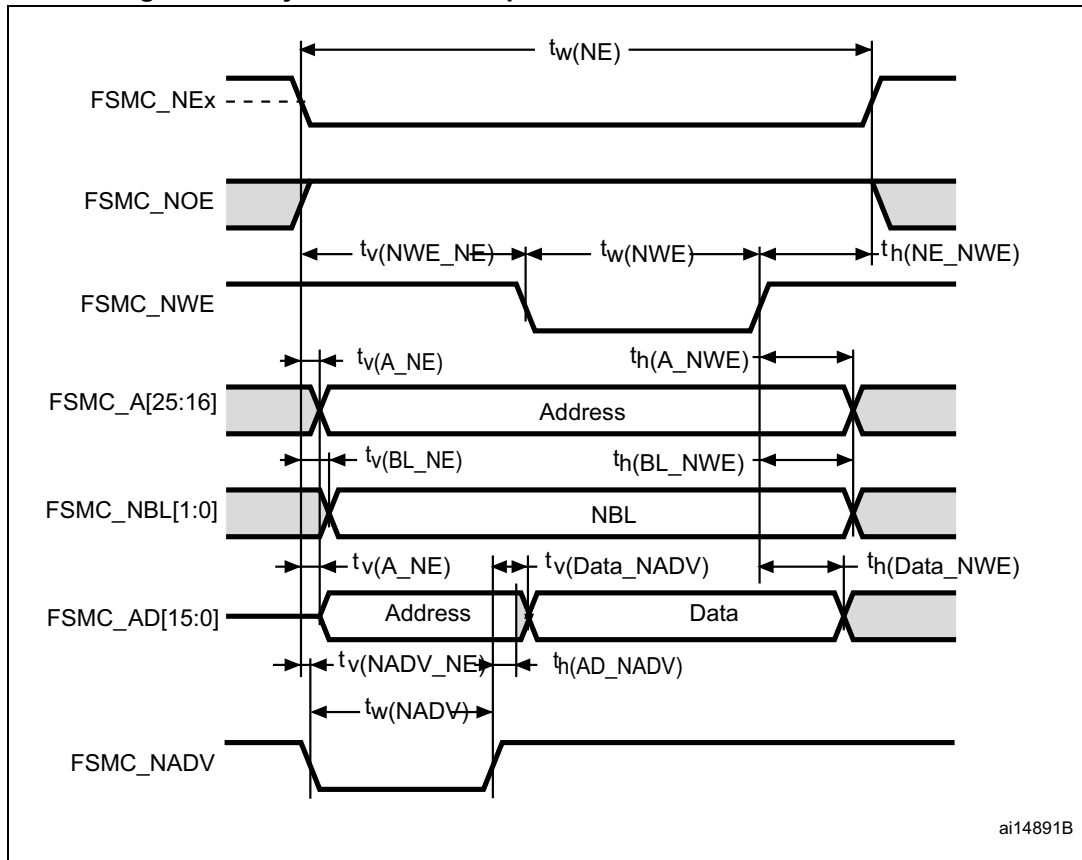 tw(NE)
FSMC_NEx
FSMC_NOE
tv(NWE_NE) tw(NWE) th(NE_NWE)
FSMC_NWE
tv(A_NE) th(A_NWE)
FSMC_A[25:16] Address
tv(BL_NE) th(BL_NWE)
FSMC_NBL[1:0] NBL
tv(A_NE) tv(Data_NADV) th(Data_NWE)
FSMC_AD[15:0] Address Data
tv(NADV_NE) th(AD_NADV)
tw(NADV)
FSMC_NADV
ai14891B